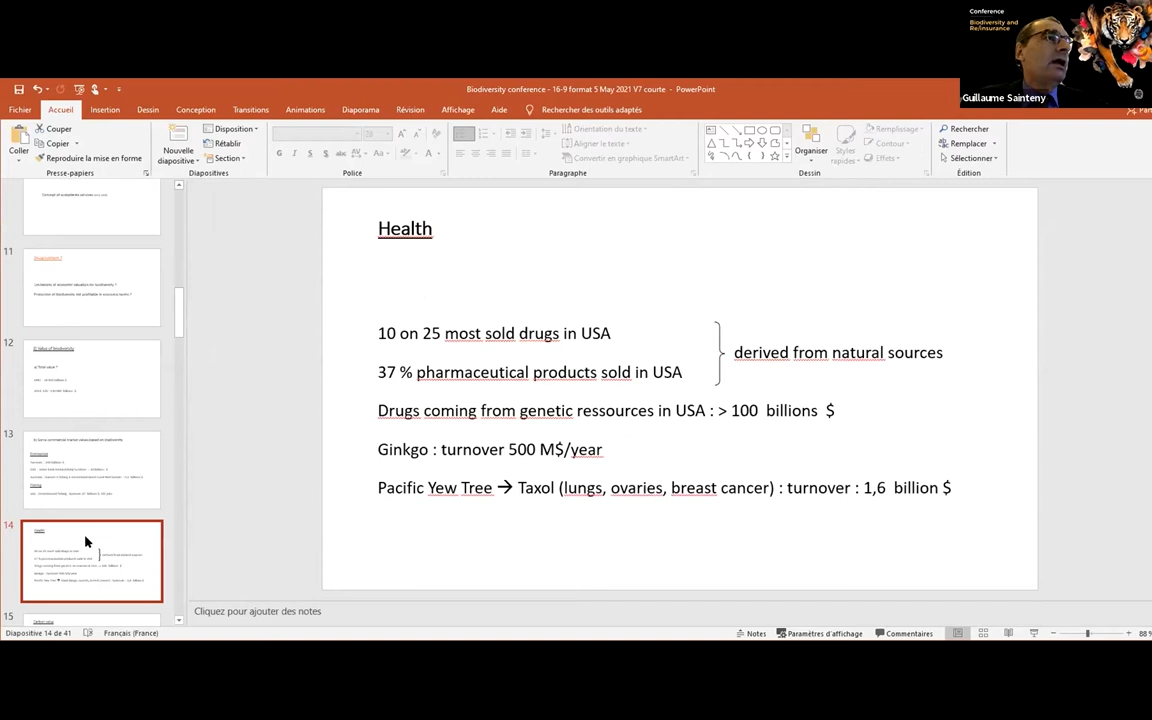 Conference
Biodiversity and
Re/insurance
Guillaume Sainteny
Biodiversity conference - 16-9 format 5 May 2021 V7 courte - PowerPoint
Fichier
Accueil
Insertion
Dessin
Conception
Transitions
Animations
Diaporama
Révision
Affichage
Aide
Rechercher des outils adaptés
Coller
Couper
Copier
Reproduire la mise en forme
Presse-papiers
Nouvelle
diapositive
Disposition
Rétablir
Section
Diapositives
Police
Orientation du texte
Aligner le texte
Convertir en graphique SmartArt
Paragraphe
Organiser
Styles
rapides
Remplissage
Contour
Effets
Dessin
Rechercher
Remplacer
Sélectionner
Édition
11
12
13
14
15
Health
10 on 25 most sold drugs in USA
37 % pharmaceutical products sold in USA
derived from natural sources
Drugs coming from genetic ressources in USA : > 100 billions $
Ginkgo : turnover 500 M$/year
Pacific Yew Tree → Taxol (lungs, ovaries, breast cancer) : turnover : 1,6 billion $
Cliquez pour ajouter des notes
Diapositive 14 de 41
Français (France)
Notes
Paramètres d'affichage
Commentaires
88 %